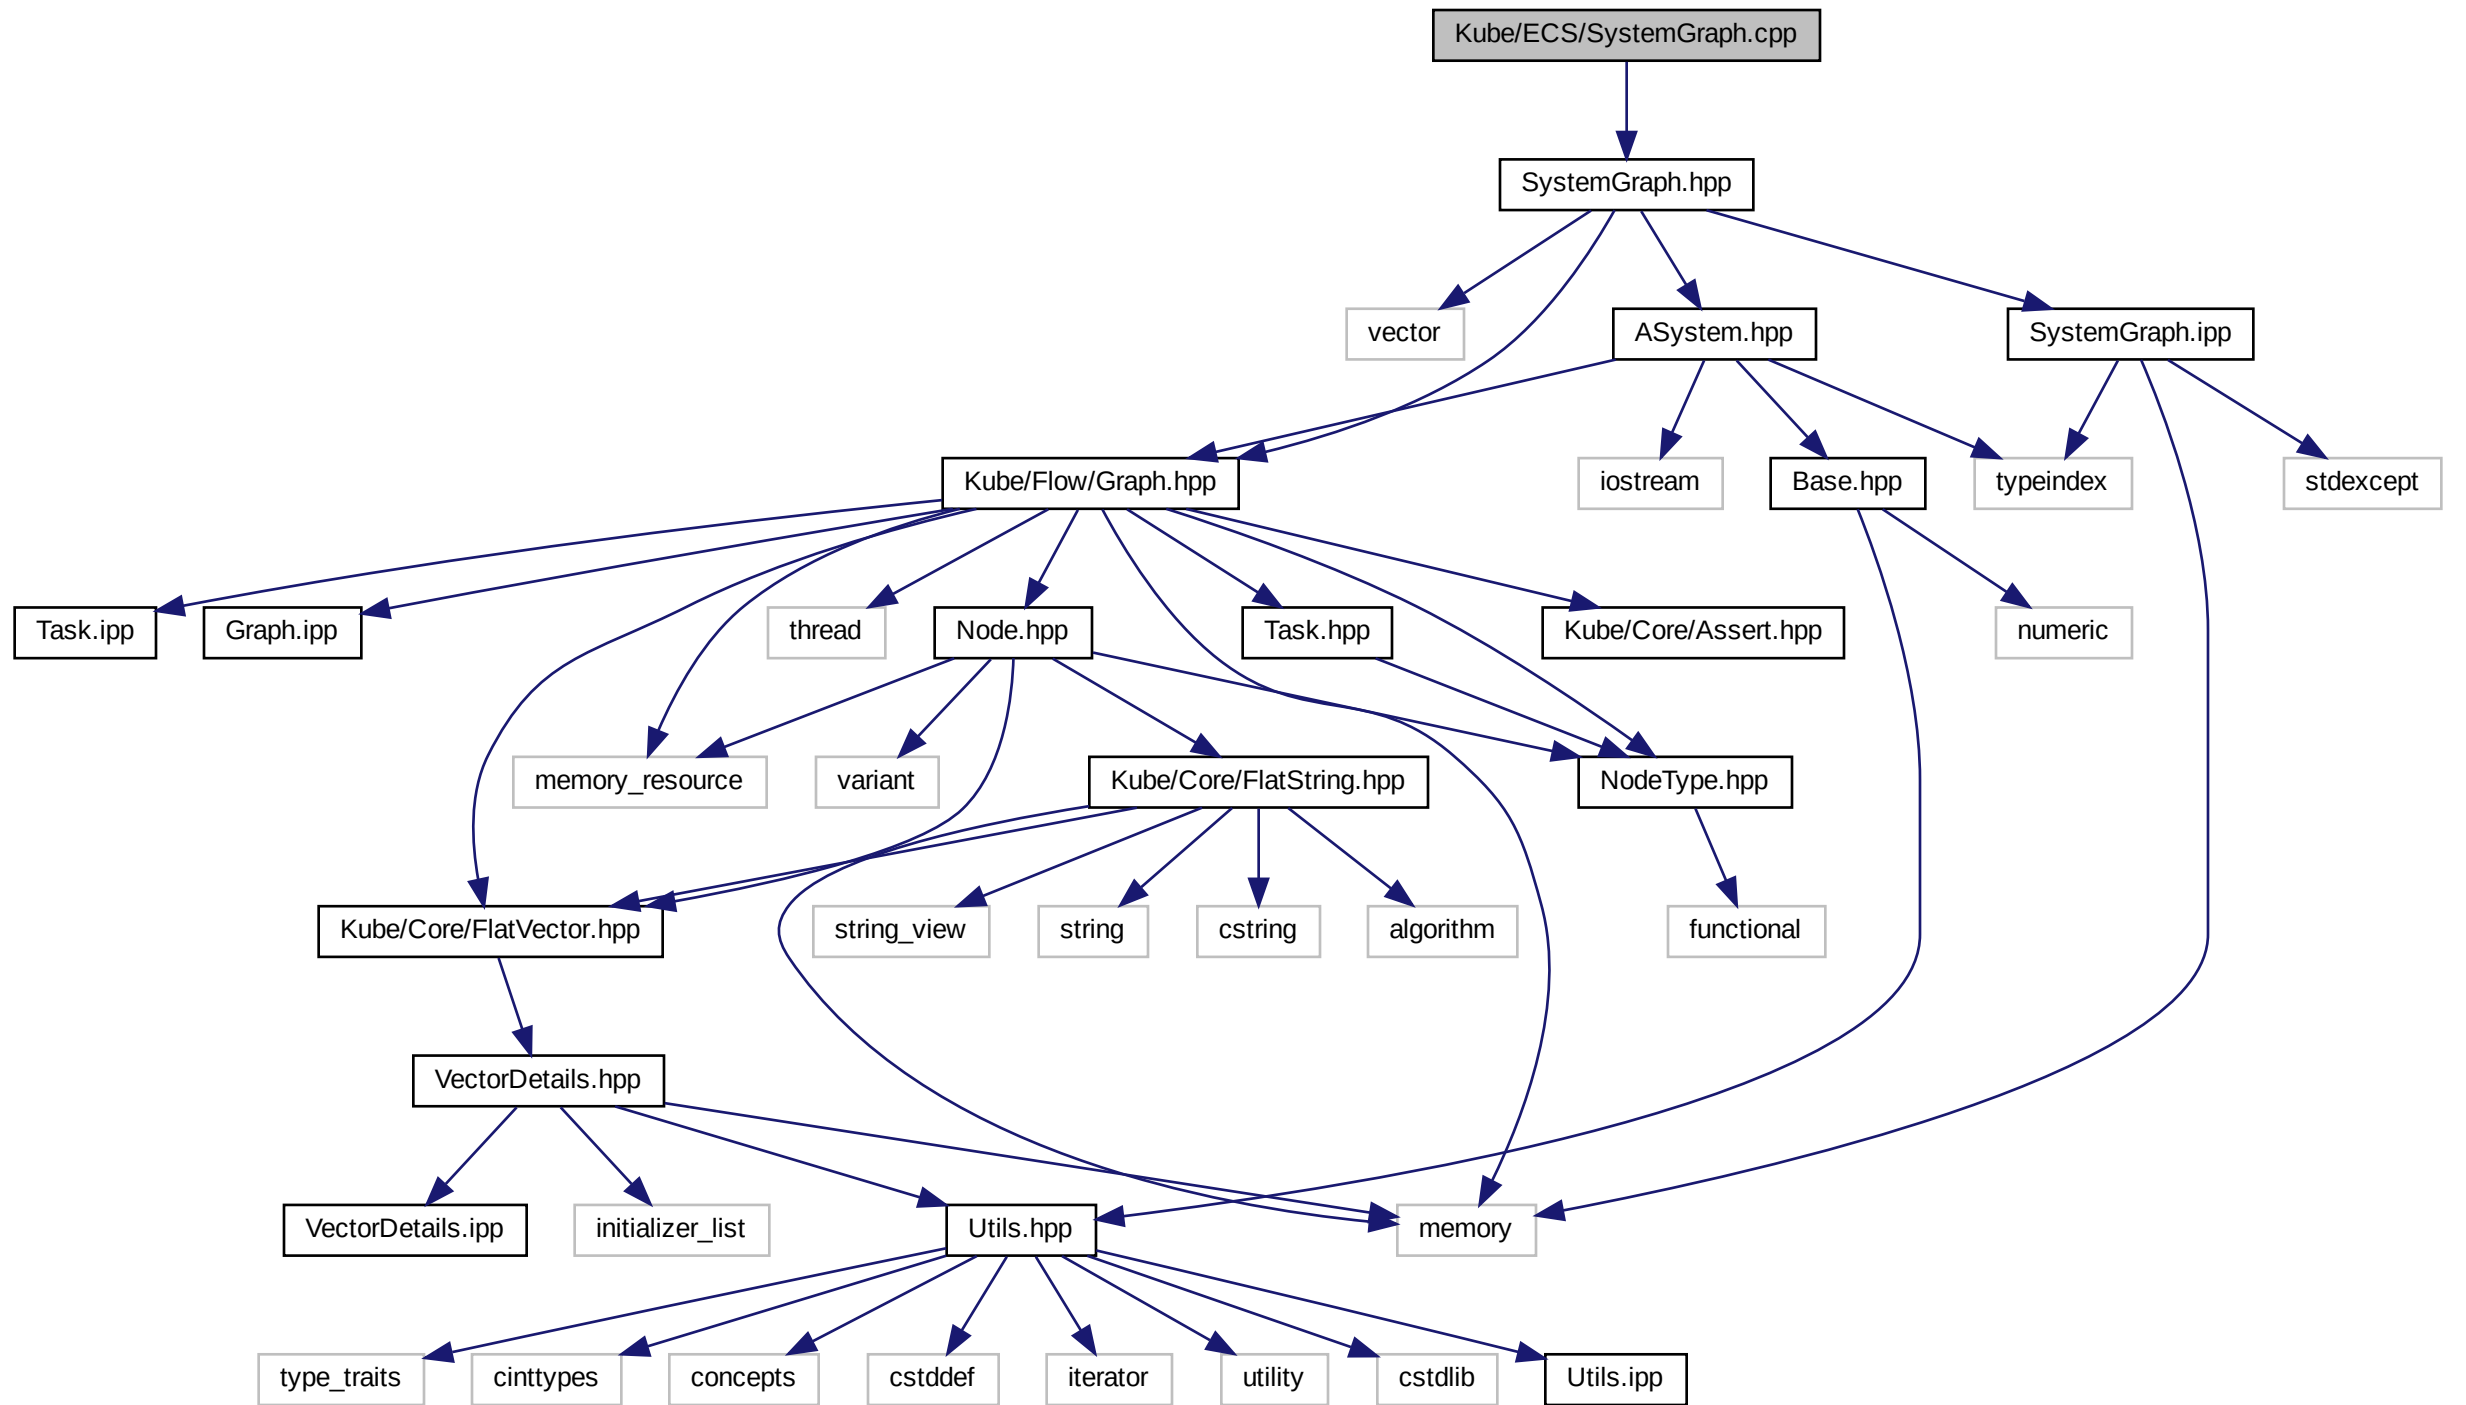 Kube/ECS/SystemGraph.cpp
SystemGraph.hpp
vector
ASystem.hpp
SystemGraph.ipp
Kube/Flow/Graph.hpp
iostream
Base.hpp
typeindex
stdexcept
Task.ipp
Graph.ipp
thread
Node.hpp
Task.hpp
Kube/Core/Assert.hpp
numeric
memory_resource
variant
Kube/Core/FlatString.hpp
NodeType.hpp
Kube/Core/FlatVector.hpp
string_view
string
cstring
algorithm
functional
VectorDetails.hpp
VectorDetails.ipp
initializer_list
Utils.hpp
memory
type_traits
cinttypes
concepts
cstddef
iterator
utility
cstdlib
Utils.ipp